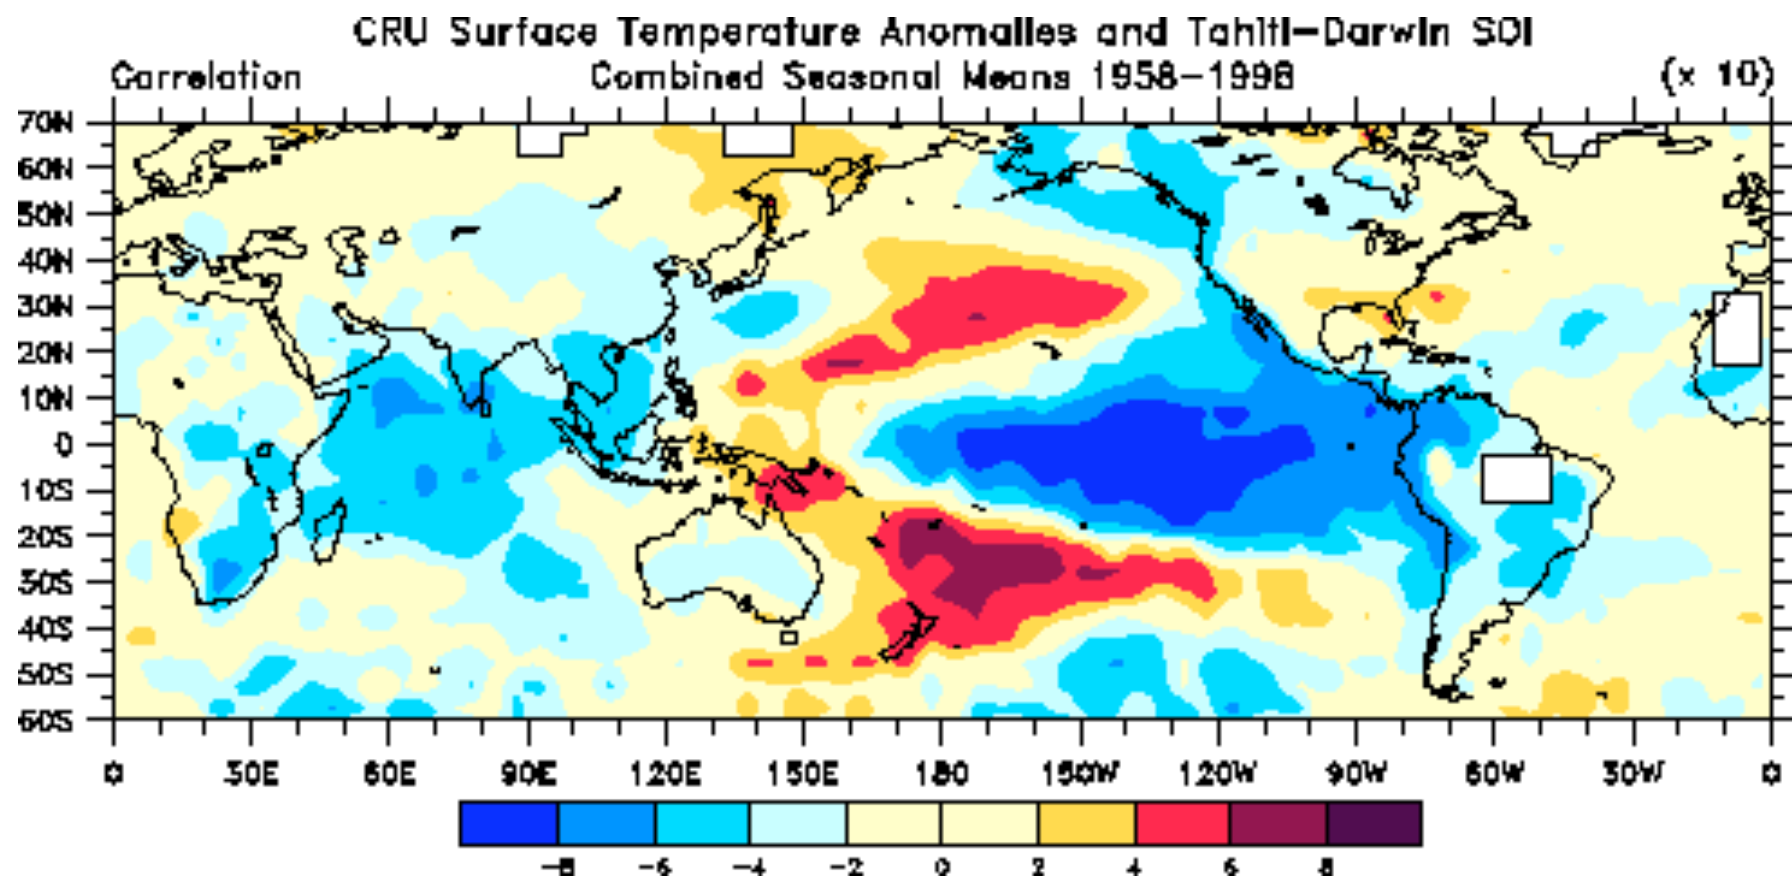 CRU Surface Temperature Anomalies and Tahiti-Darwin SOI
Correlation Combined Seasonal Means 1958-1998 (x 10)
70N
60N
50N
40N
30N
20N
10N
0
10S
20S
30S
40S
50S
60S
0 30E 60E 90E 120E 150E 180 150W 120W 90W 60W 30W 0
-8 -6 -4 -2 0 2 4 6 8